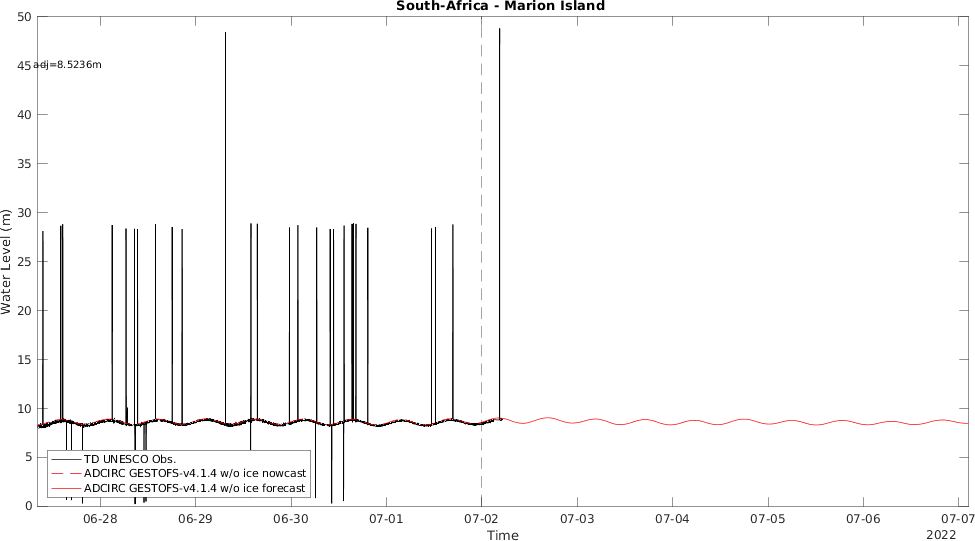 South-Africa - Marion Island
50
45
40
35
30
25
20
15
10
5
0
adj=8.5236m
Water Level (m)
TD UNESCO Obs.
ADCIRC GESTOFS-v4.1.4 w/o ice nowcast
ADCIRC GESTOFS-v4.1.4 w/o ice forecast
06-28 06-29 06-30 07-01 07-02 07-03 07-04 07-05 07-06 07-07
2022
Time